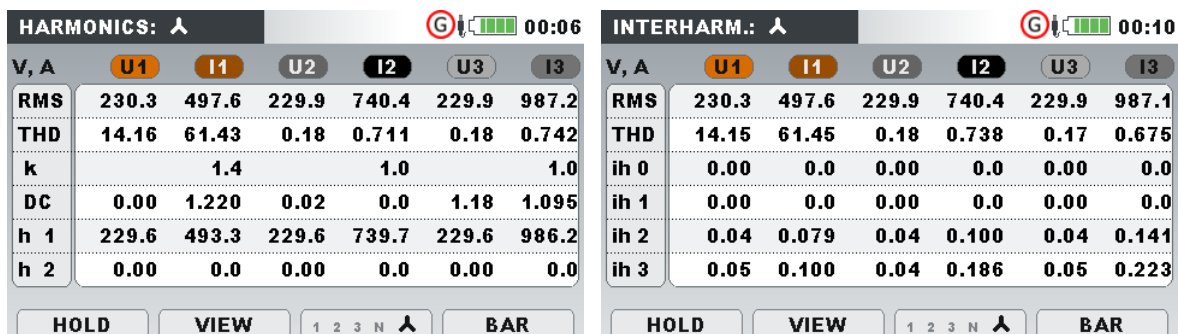 HARMONICS: G 00:06
V, A U1 I1 U2 I2 U3 I3
RMS 230.3 497.6 229.9 740.4 229.9 987.2
THD 14.16 61.43 0.18 0.711 0.18 0.742
k 1.4 1.0 1.0
DC 0.00 1.220 0.02 0.0 1.18 1.095
h 1 229.6 493.3 229.6 739.7 229.6 986.2
h 2 0.00 0.0 0.00 0.0 0.00 0.0
HOLD VIEW 1 2 3 N BAR
INTERHARM.: G 00:10
V, A U1 I1 U2 I2 U3 I3
RMS 230.3 497.6 229.9 740.4 229.9 987.1
THD 14.15 61.45 0.18 0.738 0.17 0.675
ih 0 0.00 0.0 0.00 0.0 0.00 0.0
ih 1 0.00 0.0 0.00 0.0 0.00 0.0
ih 2 0.04 0.079 0.04 0.100 0.04 0.141
ih 3 0.05 0.100 0.04 0.186 0.05 0.223
HOLD VIEW 1 2 3 N BAR